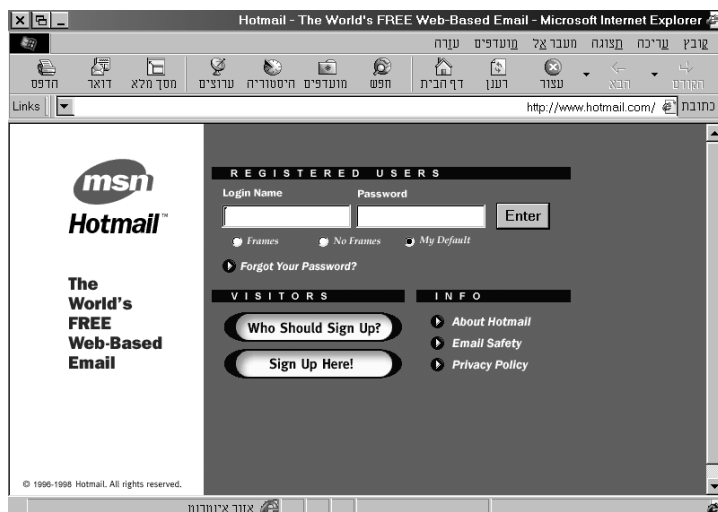 Hotmail - The World's FREE Web-Based Email - Microsoft Internet Explorer
קובץ עריכה תצוגה מעבר אל מועדפים עזרה
הקודם הבא עצור רענן דף הבית חפש מועדפים היסטוריה ערוצים מסך מלא דואר הדפס
כתובת http://www.hotmail.com/ Links
msn
Hotmail™
The
World's
FREE
Web-Based
Email
© 1996-1998 Hotmail. All rights reserved.
REGISTERED USERS
Login Name Password
Enter
Frames No Frames My Default
Forgot Your Password?
VISITORS
Who Should Sign Up?
Sign Up Here!
INFO
About Hotmail
Email Safety
Privacy Policy
אזור אינטרנט